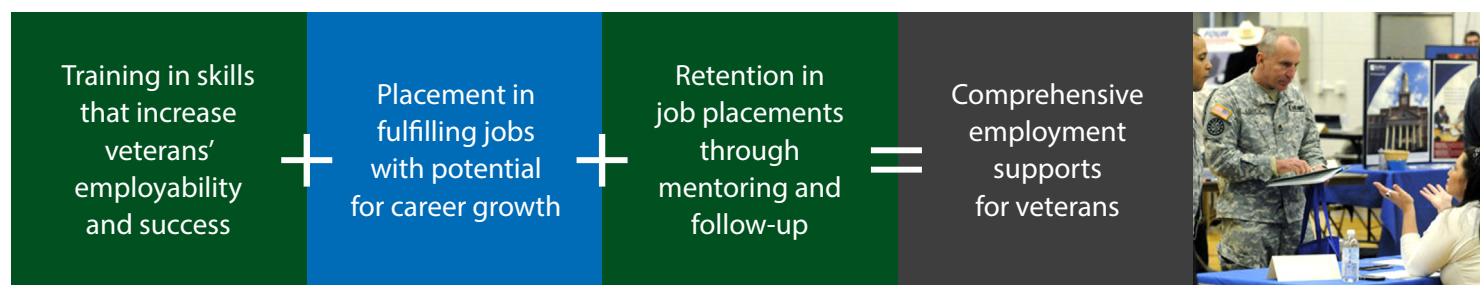 Training in skills
that increase
veterans’
employability
and success
+
Placement in
fulfilling jobs
with potential
for career growth
+
Retention in
job placements
through
mentoring and
follow-up
=
Comprehensive
employment
supports
for veterans